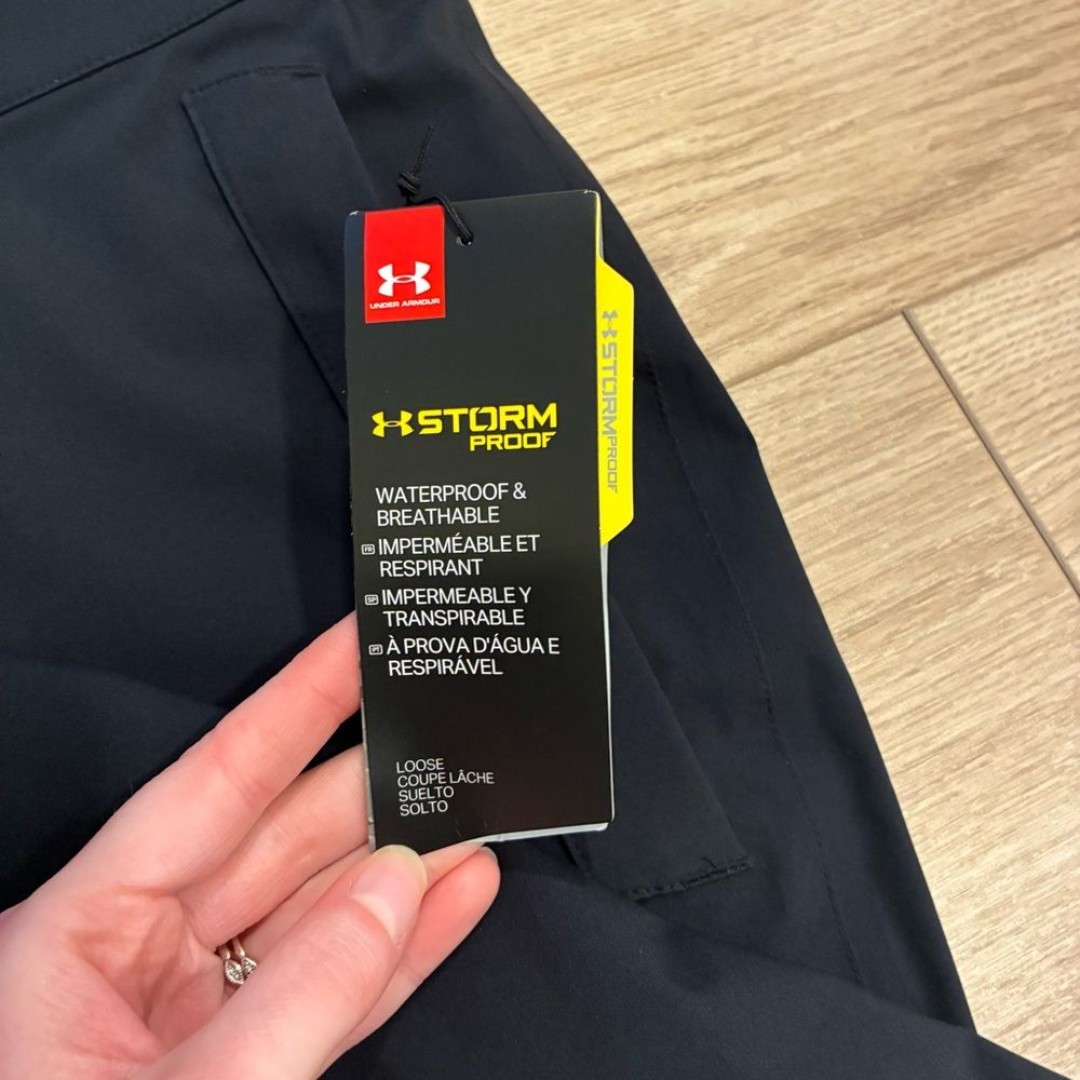 UNDER ARMOUR
STORM
PROOF
WATERPROOF &
BREATHABLE
FR IMPERMÉABLE ET
RESPIRANT
SP IMPERMEABLE Y
TRANSPIRABLE
PT À PROVA D'ÁGUA E
RESPIRÁVEL
LOOSE
COUPE LÂCHE
SUELTO
SOLTO
STORMPROOF